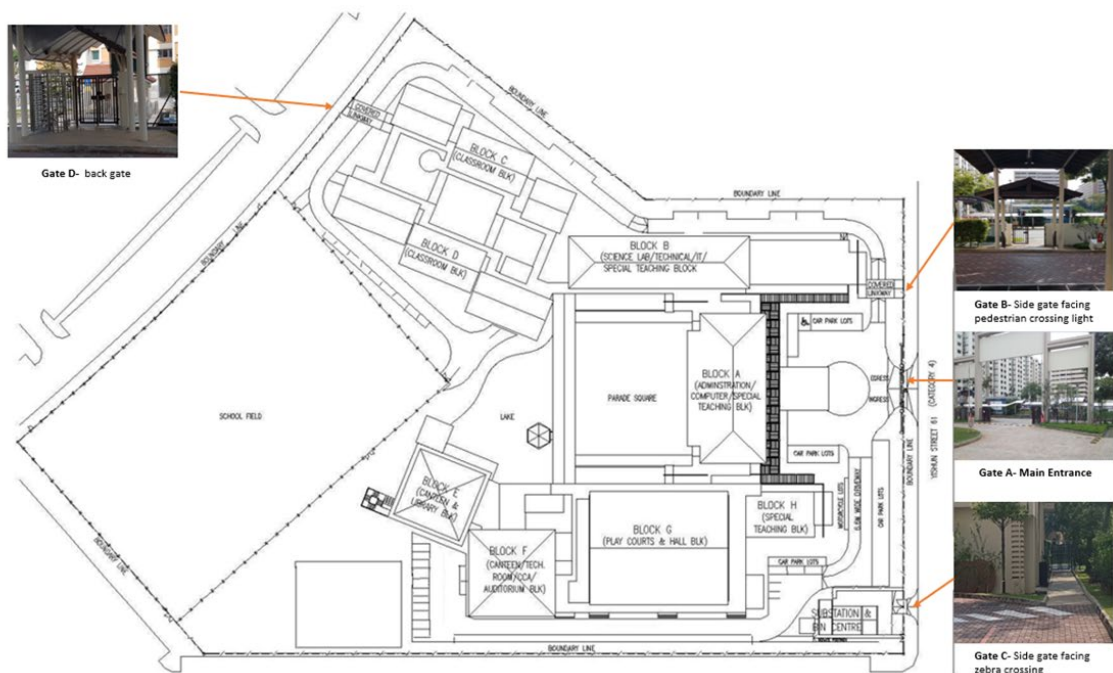 Gate D- back gate
COVERED
LINKWAY
BOUNDARY LINE
BLOCK C
(CLASSROOM BLK)
BOUNDARY LINE
BLOCK D
(CLASSROOM BLK)
BOUNDARY LINE
BLOCK B
(SCIENCE LAB/TECHNICAL/IT/
SPECIAL TEACHING BLOCK
COVERED
LINKWAY
Gate B- Side gate facing
pedestrian crossing light
CAR PARK LOTS
BLOCK A
(ADMINSTRATION/
COMPUTER/SPECIAL
TEACHING BLK)
EGRESS
INGRESS
YISHUN STREET 61 (CATEGORY 4)
PARADE SQUARE
SCHOOL FIELD
LAKE
CAR PARK LOTS
BOUNDARY LINE
Gate A- Main Entrance
BLOCK E
(CANTEEN &
LIBRARY BLK)
BLOCK H
(SPECIAL
TEACHING BLK)
MOTORCYCLE LOTS
CAR PARK LOTS
BLOCK G
(PLAY COURTS & HALL BLK)
BLOCK F
(CANTEEN/TECH.
ROOM/CCA/
AUDITORIUM BLK)
CAR PARK LOTS
BOUNDARY LINE
SUBSTATION &
BIN CENTRE
BOUNDARY LINE
Gate C- Side gate facing
zebra crossing